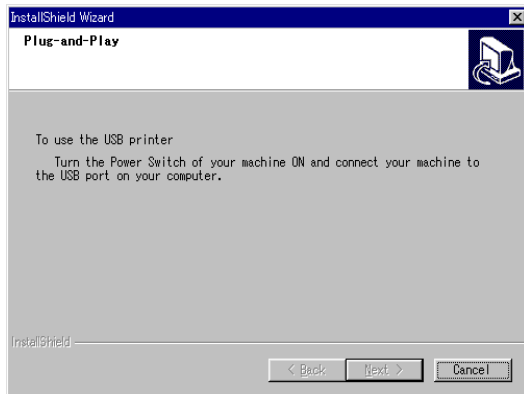 InstallShield Wizard
Plug-and-Play
To use the USB printer
Turn the Power Switch of your machine ON and connect your machine to
the USB port on your computer.
InstallShield
< Back Next > Cancel